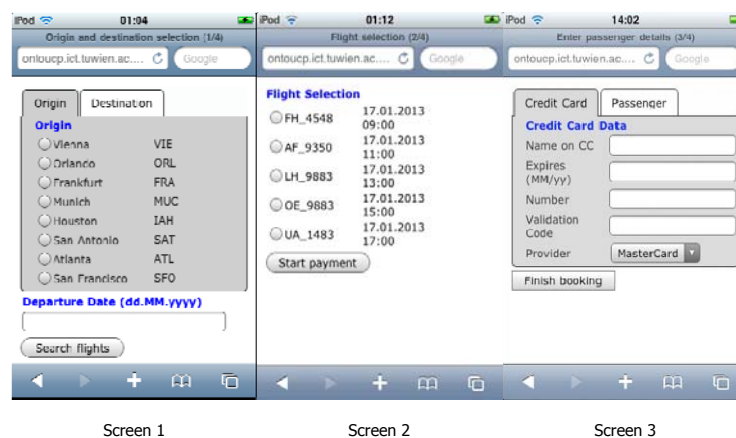 iPod 01:04
Origin and destination selection (1/4)
ontoucp.ict.tuwien.ac.... Google
Origin Destination
Origin
Vienna VIE
Orlando ORL
Frankfurt FRA
Munich MUC
Houston IAH
San Antonio SAT
Atlanta ATL
San Francisco SFO
Departure Date (dd.MM.yyyy)
Search flights
Screen 1
iPod 01:12
Flight selection (2/4)
ontoucp.ict.tuwien.ac.... Google
Flight Selection
FH_4548 17.01.2013
09:00
AF_9350 17.01.2013
11:00
LH_9883 17.01.2013
13:00
OE_9883 17.01.2013
15:00
UA_1483 17.01.2013
17:00
Start payment
Screen 2
iPod 14:02
Enter passenger details (3/4)
ontoucp.ict.tuwien.ac.... Google
Credit Card Passenger
Credit Card Data
Name on CC
Expires
(MM/yy)
Number
Validation
Code
Provider MasterCard
Finish booking
Screen 3